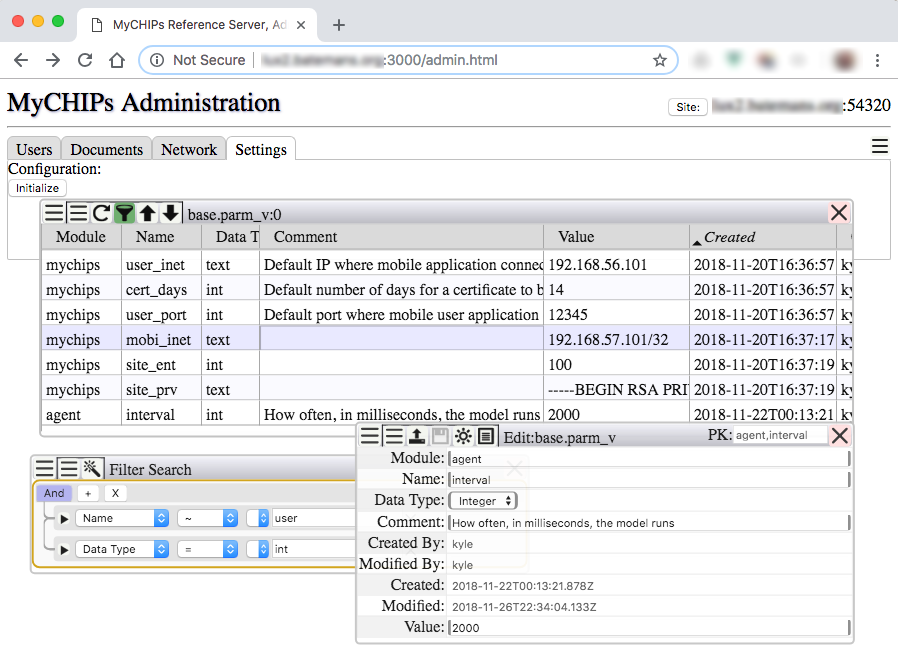 MyCHIPs Reference Server, Ad
Not Secure :3000/admin.html
MyCHIPs Administration
Site: :54320
Users Documents Network Settings
Configuration:
Initialize
base.parm_v:0
Module Name Data T Comment Value Created
mychips user_inet text Default IP where mobile application connec 192.168.56.101 2018-11-20T16:36:57 ky
mychips cert_days int Default number of days for a certificate to b 14 2018-11-20T16:36:57 ky
mychips user_port int Default port where mobile user application 12345 2018-11-20T16:36:57 ky
mychips mobi_inet text 192.168.57.101/32 2018-11-20T16:37:17 ky
mychips site_ent int 100 2018-11-20T16:37:19 ky
mychips site_prv text -----BEGIN RSA PRI 2018-11-20T16:37:19 ky
agent interval int How often, in milliseconds, the model runs 2000 2018-11-22T00:13:21 ky
Edit:base.parm_v PK: agent,interval
Module: agent
Name: interval
Data Type: Integer
Comment: How often, in milliseconds, the model runs
Created By: kyle
Modified By: kyle
Created: 2018-11-22T00:13:21.878Z
Modified: 2018-11-26T22:34:04.133Z
Value: 2000
Filter Search
And + X
Name ~ user
Data Type = int